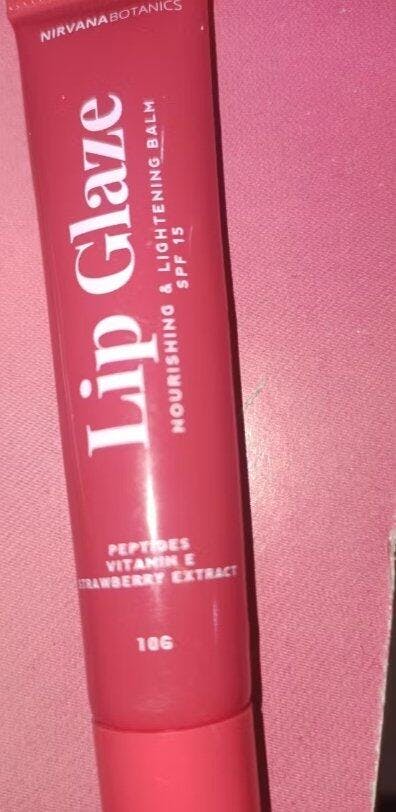 NIRVANABOTANICS
Lip Glaze
NOURISHING & LIGHTENING BALM
SPF 15
PEPTIDES
VITAMIN E
STRAWBERRY EXTRACT
10G